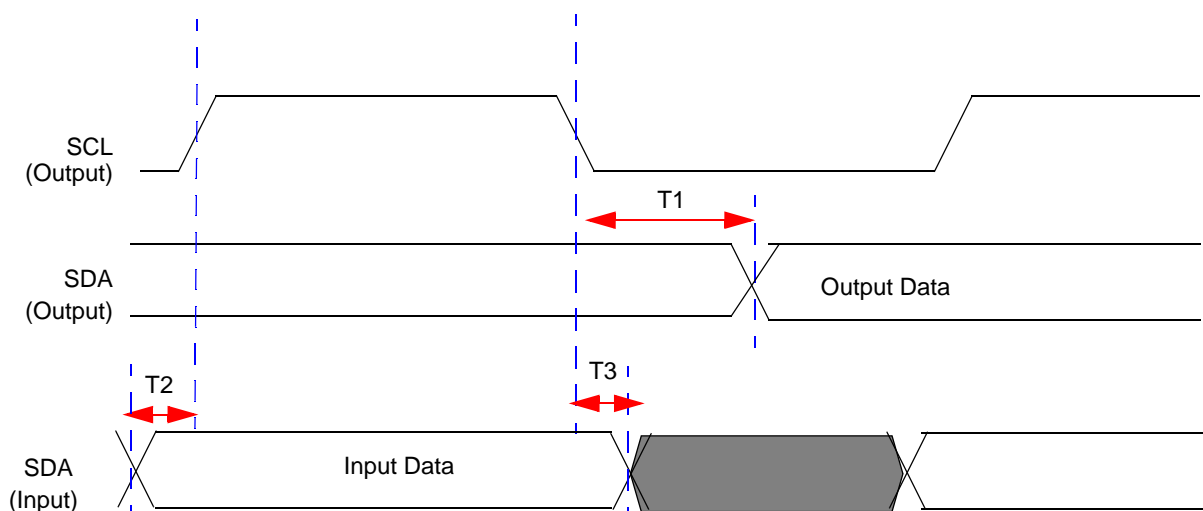 SCL
(Output)
T1
SDA
(Output)
Output Data
T2
T3
SDA
(Input)
Input Data